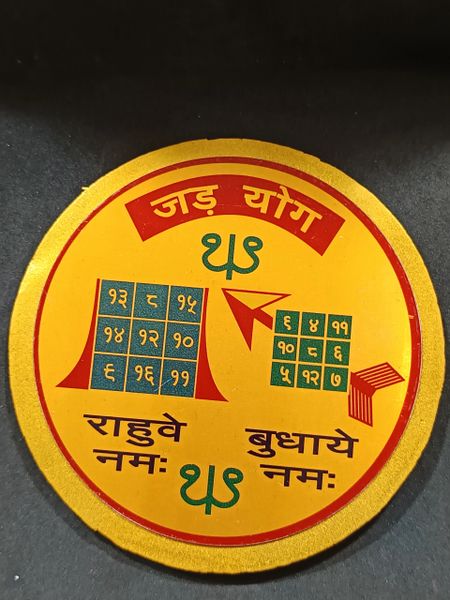 जड़ योग
१३ ८ १५
१४ १२ १०
९ १६ ११
९ ४ ११
१० ८ ६
५ १२ ७
राहुवे
नमः
बुधाये
नमः